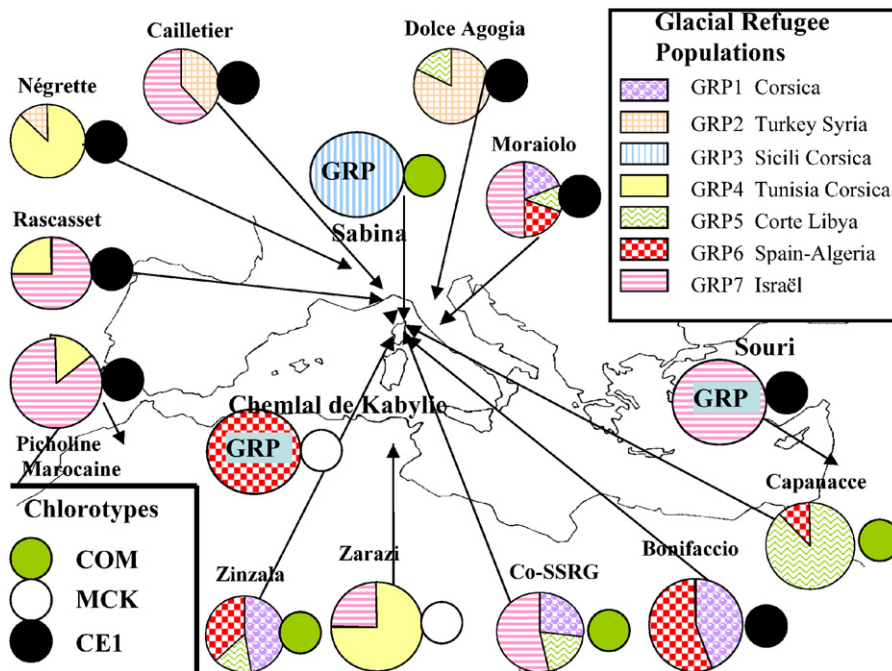 Cailletier
Dolce Agogia
Négrette
Moraiolo
GRP
Sabina
Rascasset
Picholine
Marocaine
Chemlal de Kabylie
GRP
Souri
GRP
Capanacce
Bonifaccio
Co-SSRG
Zarazi
Zinzala
Glacial Refugee
Populations
GRP1 Corsica
GRP2 Turkey Syria
GRP3 Sicili Corsica
GRP4 Tunisia Corsica
GRP5 Corte Libya
GRP6 Spain-Algeria
GRP7 Israël
Chlorotypes
COM
MCK
CE1